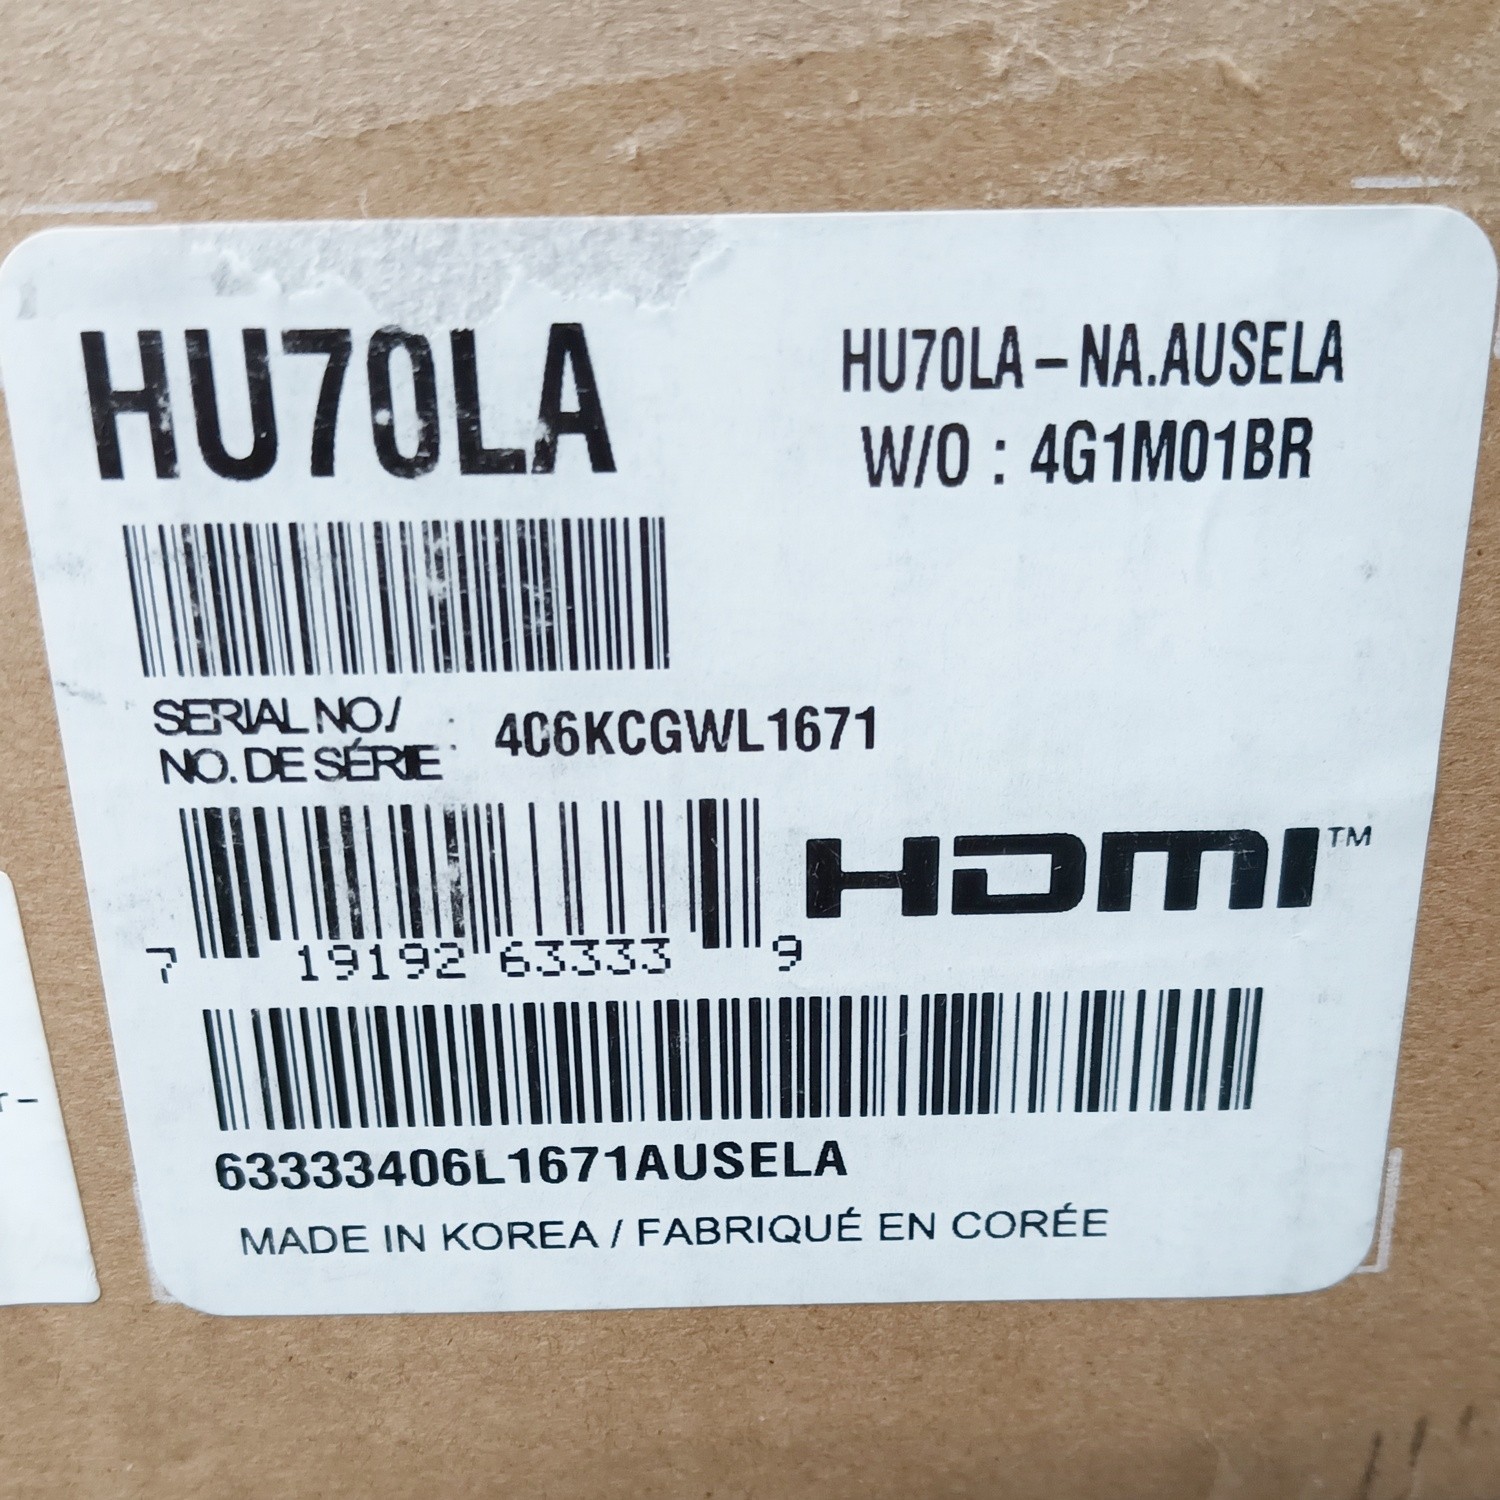 HU70LA
HU70LA-NA.AUSELA
W/O : 4G1M01BR
SERIAL NO./
NO. DE SÉRIE : 406KCGWL1671
7 19192 63333 9
HDMI™
63333406L1671AUSELA
MADE IN KOREA / FABRIQUÉ EN CORÉE
r-